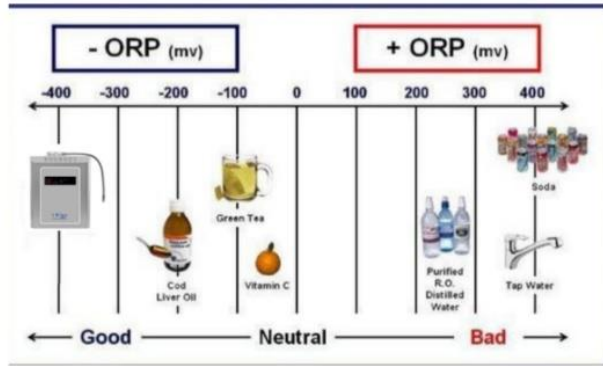 - ORP (mv)
+ ORP (mv)
-400 -300 -200 -100 0 100 200 300 400
Soda
Green Tea
Cod
Liver Oil
Vitamin C
Purified
R.O.
Distilled
Water
Tap Water
Good Neutral Bad